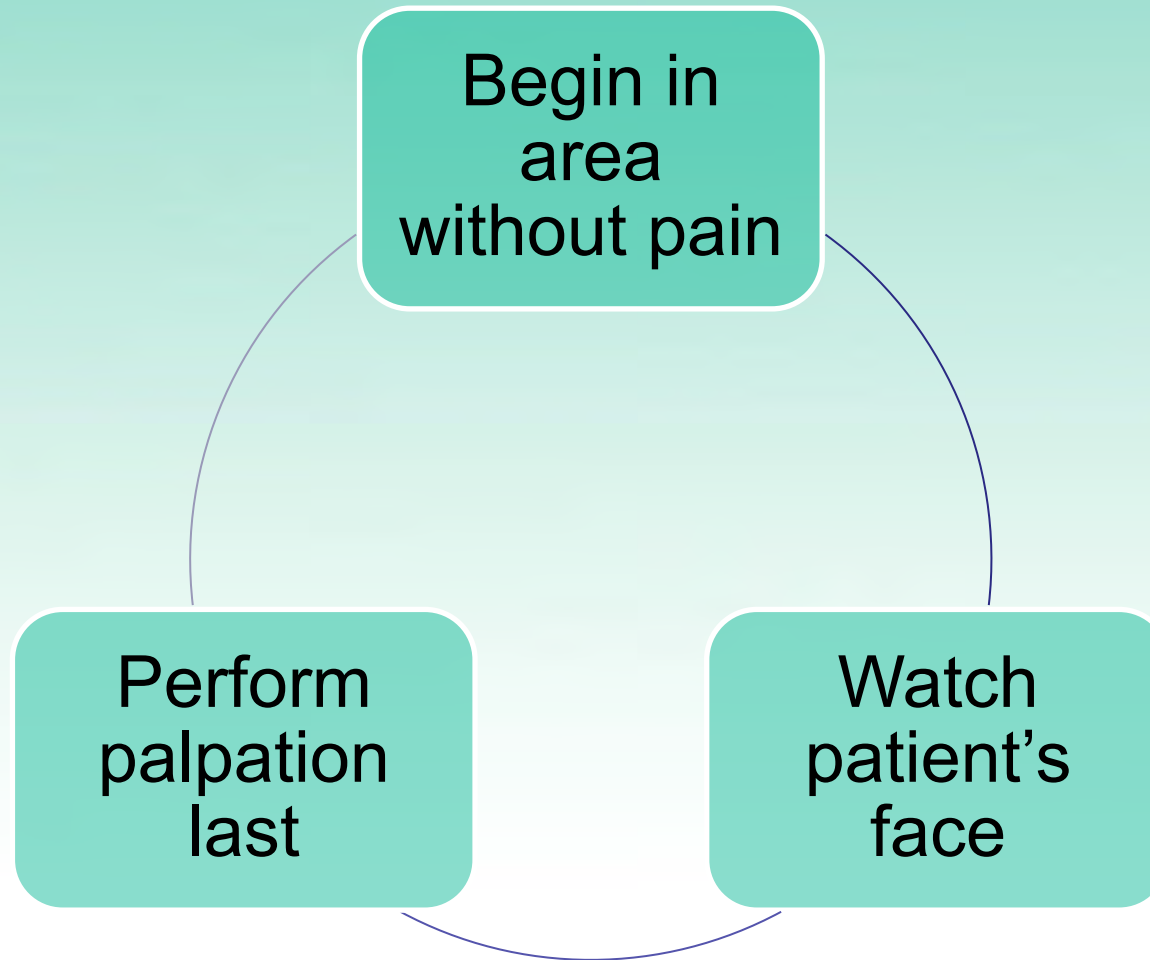 Begin in
area
without pain
Perform
palpation
last
Watch
patient’s
face